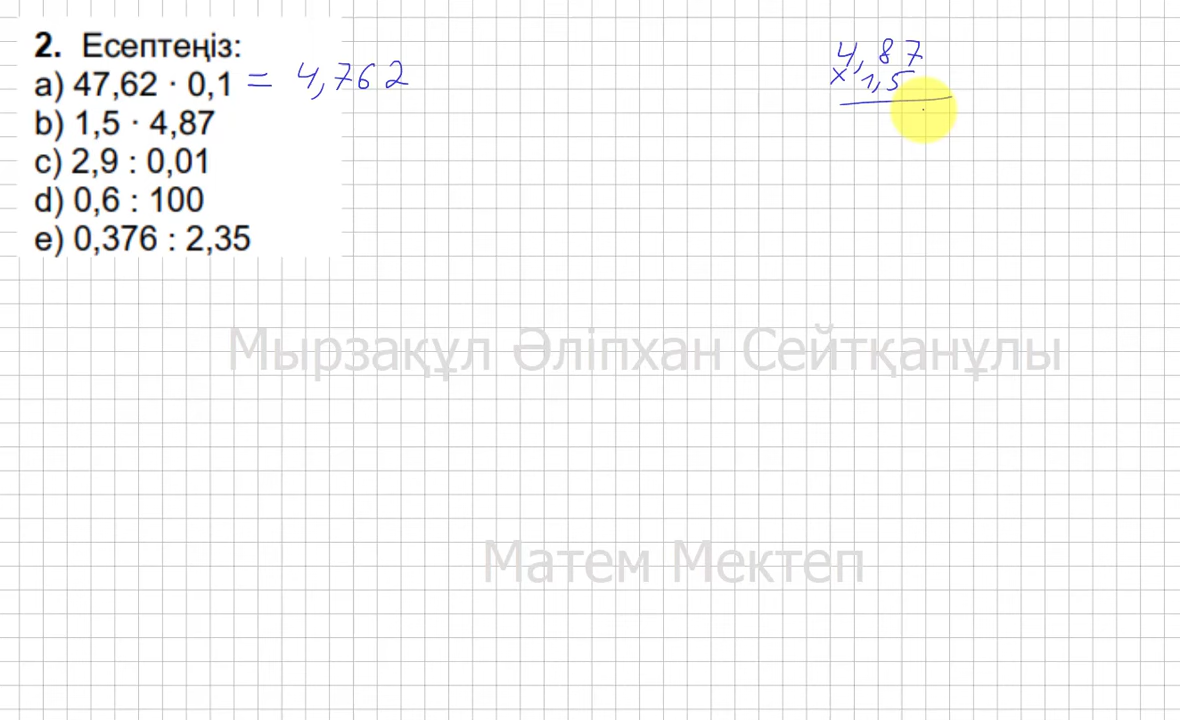 2. Есептеңіз:
a) 47,62 · 0,1 = 4,762
b) 1,5 · 4,87
c) 2,9 : 0,01
d) 0,6 : 100
e) 0,376 : 2,35
4,87
× 1,5
Мырзақұл Әліпхан Сейтқанұлы
Матем Мектеп